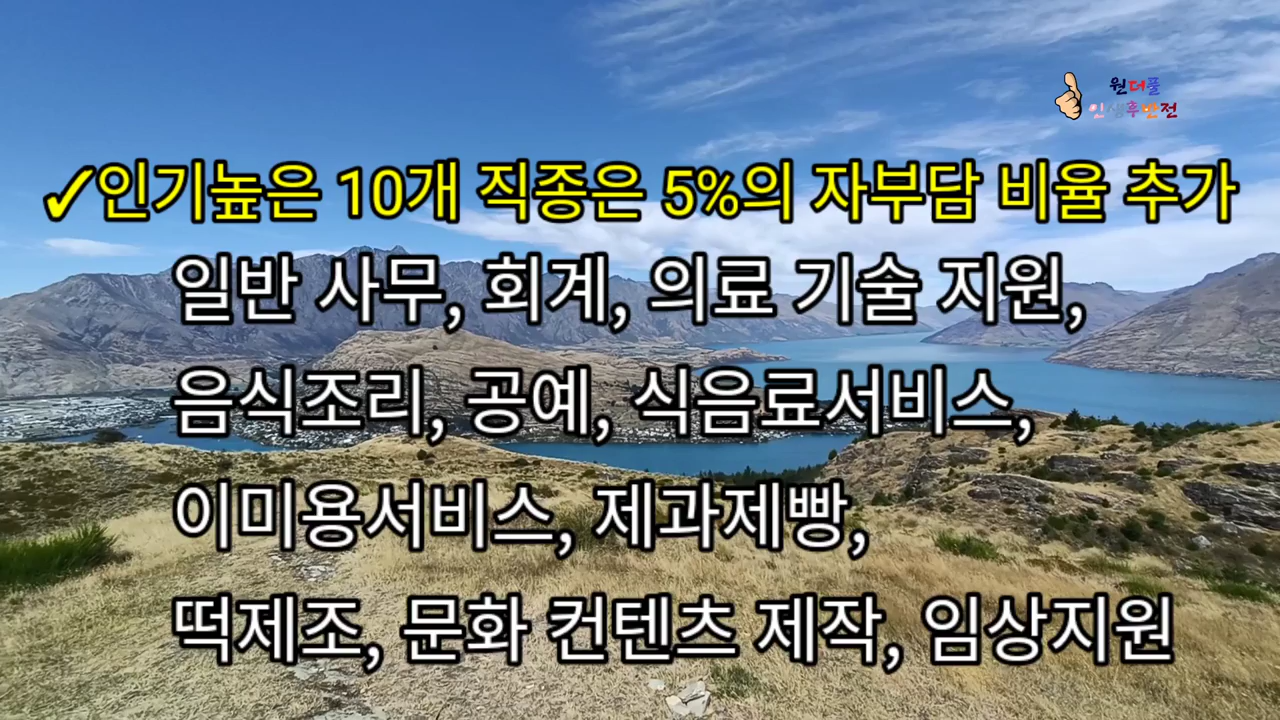 원더풀
인생후반전
✓인기높은 10개 직종은 5%의 자부담 비율 추가
일반 사무, 회계, 의료 기술 지원,
음식조리, 공예, 식음료서비스,
이미용서비스, 제과제빵,
떡제조, 문화 컨텐츠 제작, 임상지원